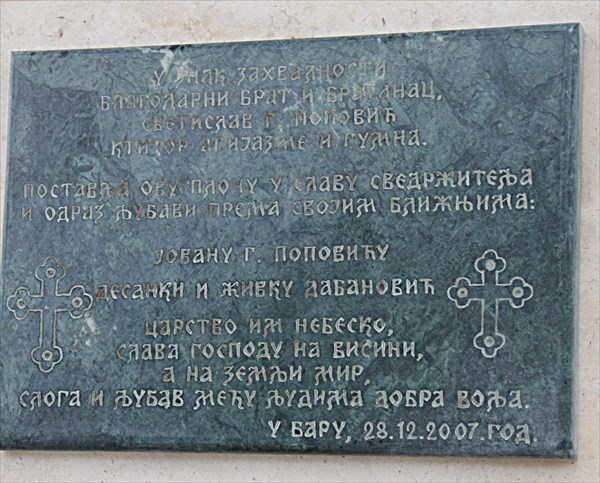 У ЗНАК ЗАХВАЛНОСТИ
БЛАГОДАРНИ БРАТ И БРАТАНАЦ,
СВЕТИСЛАВ Г. ПОПОВИЋ
КТИТОР АГИЈАЗМЕ И ГУМНА.
ПОСТАВЉА ОВУ ПЛОЧУ У СЛАВУ СВЕДРЖИТЕЉА
И ОДРАЗ ЉУБАВИ ПРЕМА СВОЈИМ БЛИЖЊИМА:
ЈОВАНУ Г. ПОПОВИЋУ
ДЕСАНКИ И ЖИВКУ ДАБАНОВИЋ
ЦАРСТВО ИМ НЕБЕСКО,
СЛАВА ГОСПОДУ НА ВИСИНИ,
А НА ЗЕМЉИ МИР,
СЛОГА И ЉУБАВ МЕЂУ ЉУДИМА ДОБРА ВОЉА.
У БАРУ, 28.12.2007.ГОД.